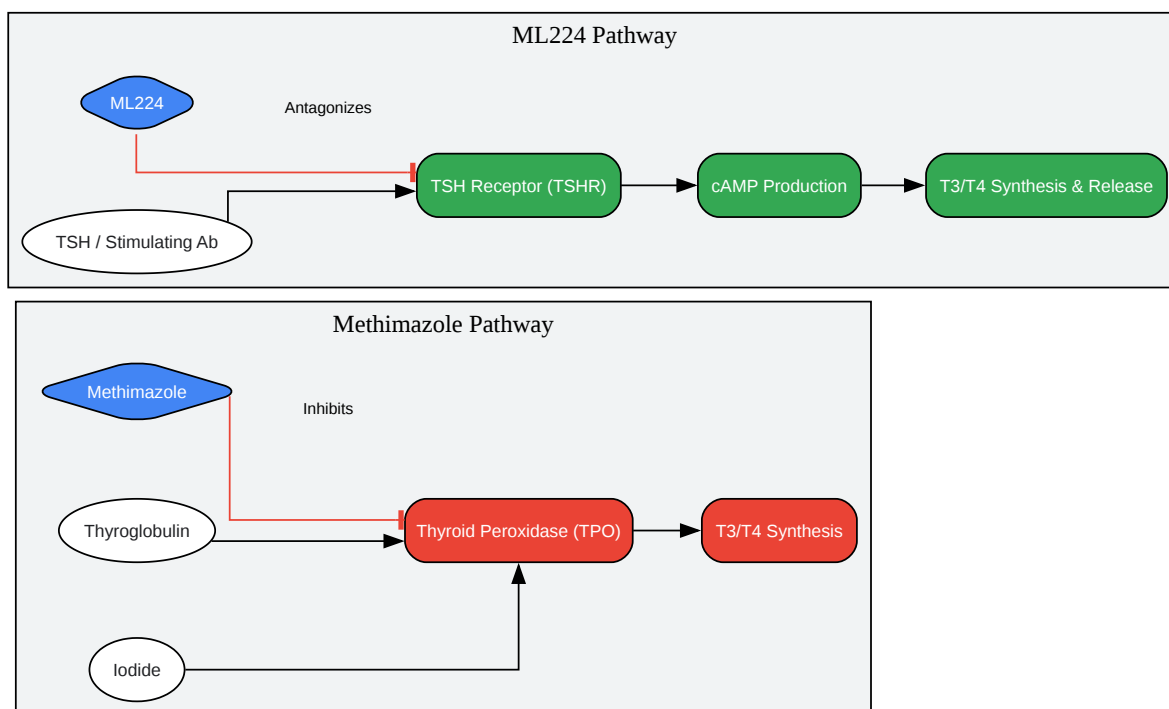 ML224 Pathway
ML224
Antagonizes
TSH Receptor (TSHR)
cAMP Production
T3/T4 Synthesis & Release
TSH / Stimulating Ab
Methimazole Pathway
Methimazole
Inhibits
Thyroglobulin
Thyroid Peroxidase (TPO)
T3/T4 Synthesis
Iodide